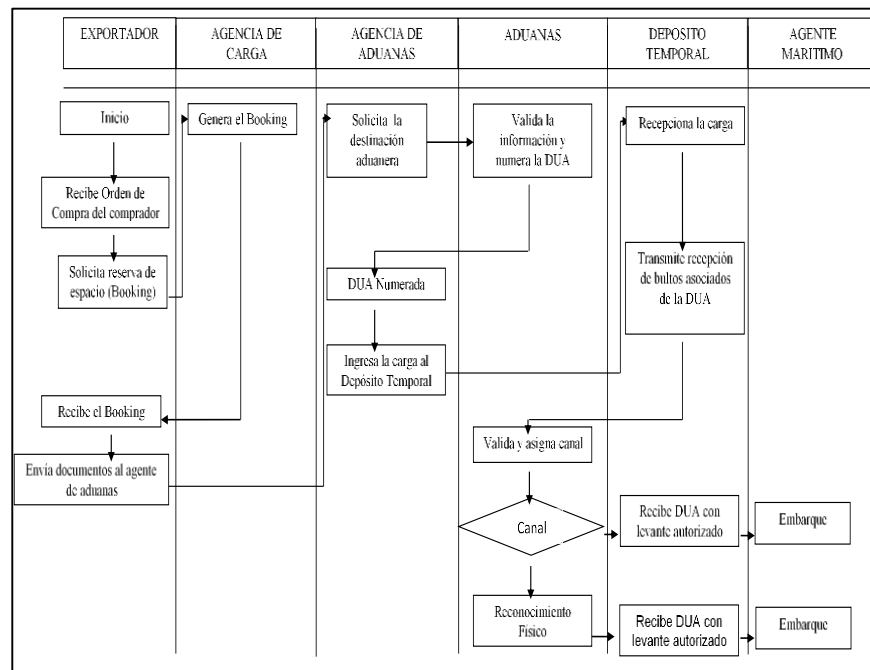 EXPORTADOR
AGENCIA DE
CARGA
AGENCIA DE
ADUANAS
ADUANAS
DEPOSITO
TEMPORAL
AGENTE
MARITIMO
Inicio
Genera el Booking
Solicita la
destinación
aduanera
Valida la
información y
numera la DUA
Recepciona la carga
Recibe Orden de
Compra del comprador
Solicita reserva de
espacio (Booking)
DUA Numerada
Transmite recepción
de bultos asociados
de la DUA
Ingresa la carga al
Depósito Temporal
Recibe el Booking
Valida y asigna canal
Envía documentos al agente
de aduanas
Canal
Recibe DUA con
levante autorizado
Embarque
Reconocimiento
Físico
Recibe DUA con
levante autorizado
Embarque